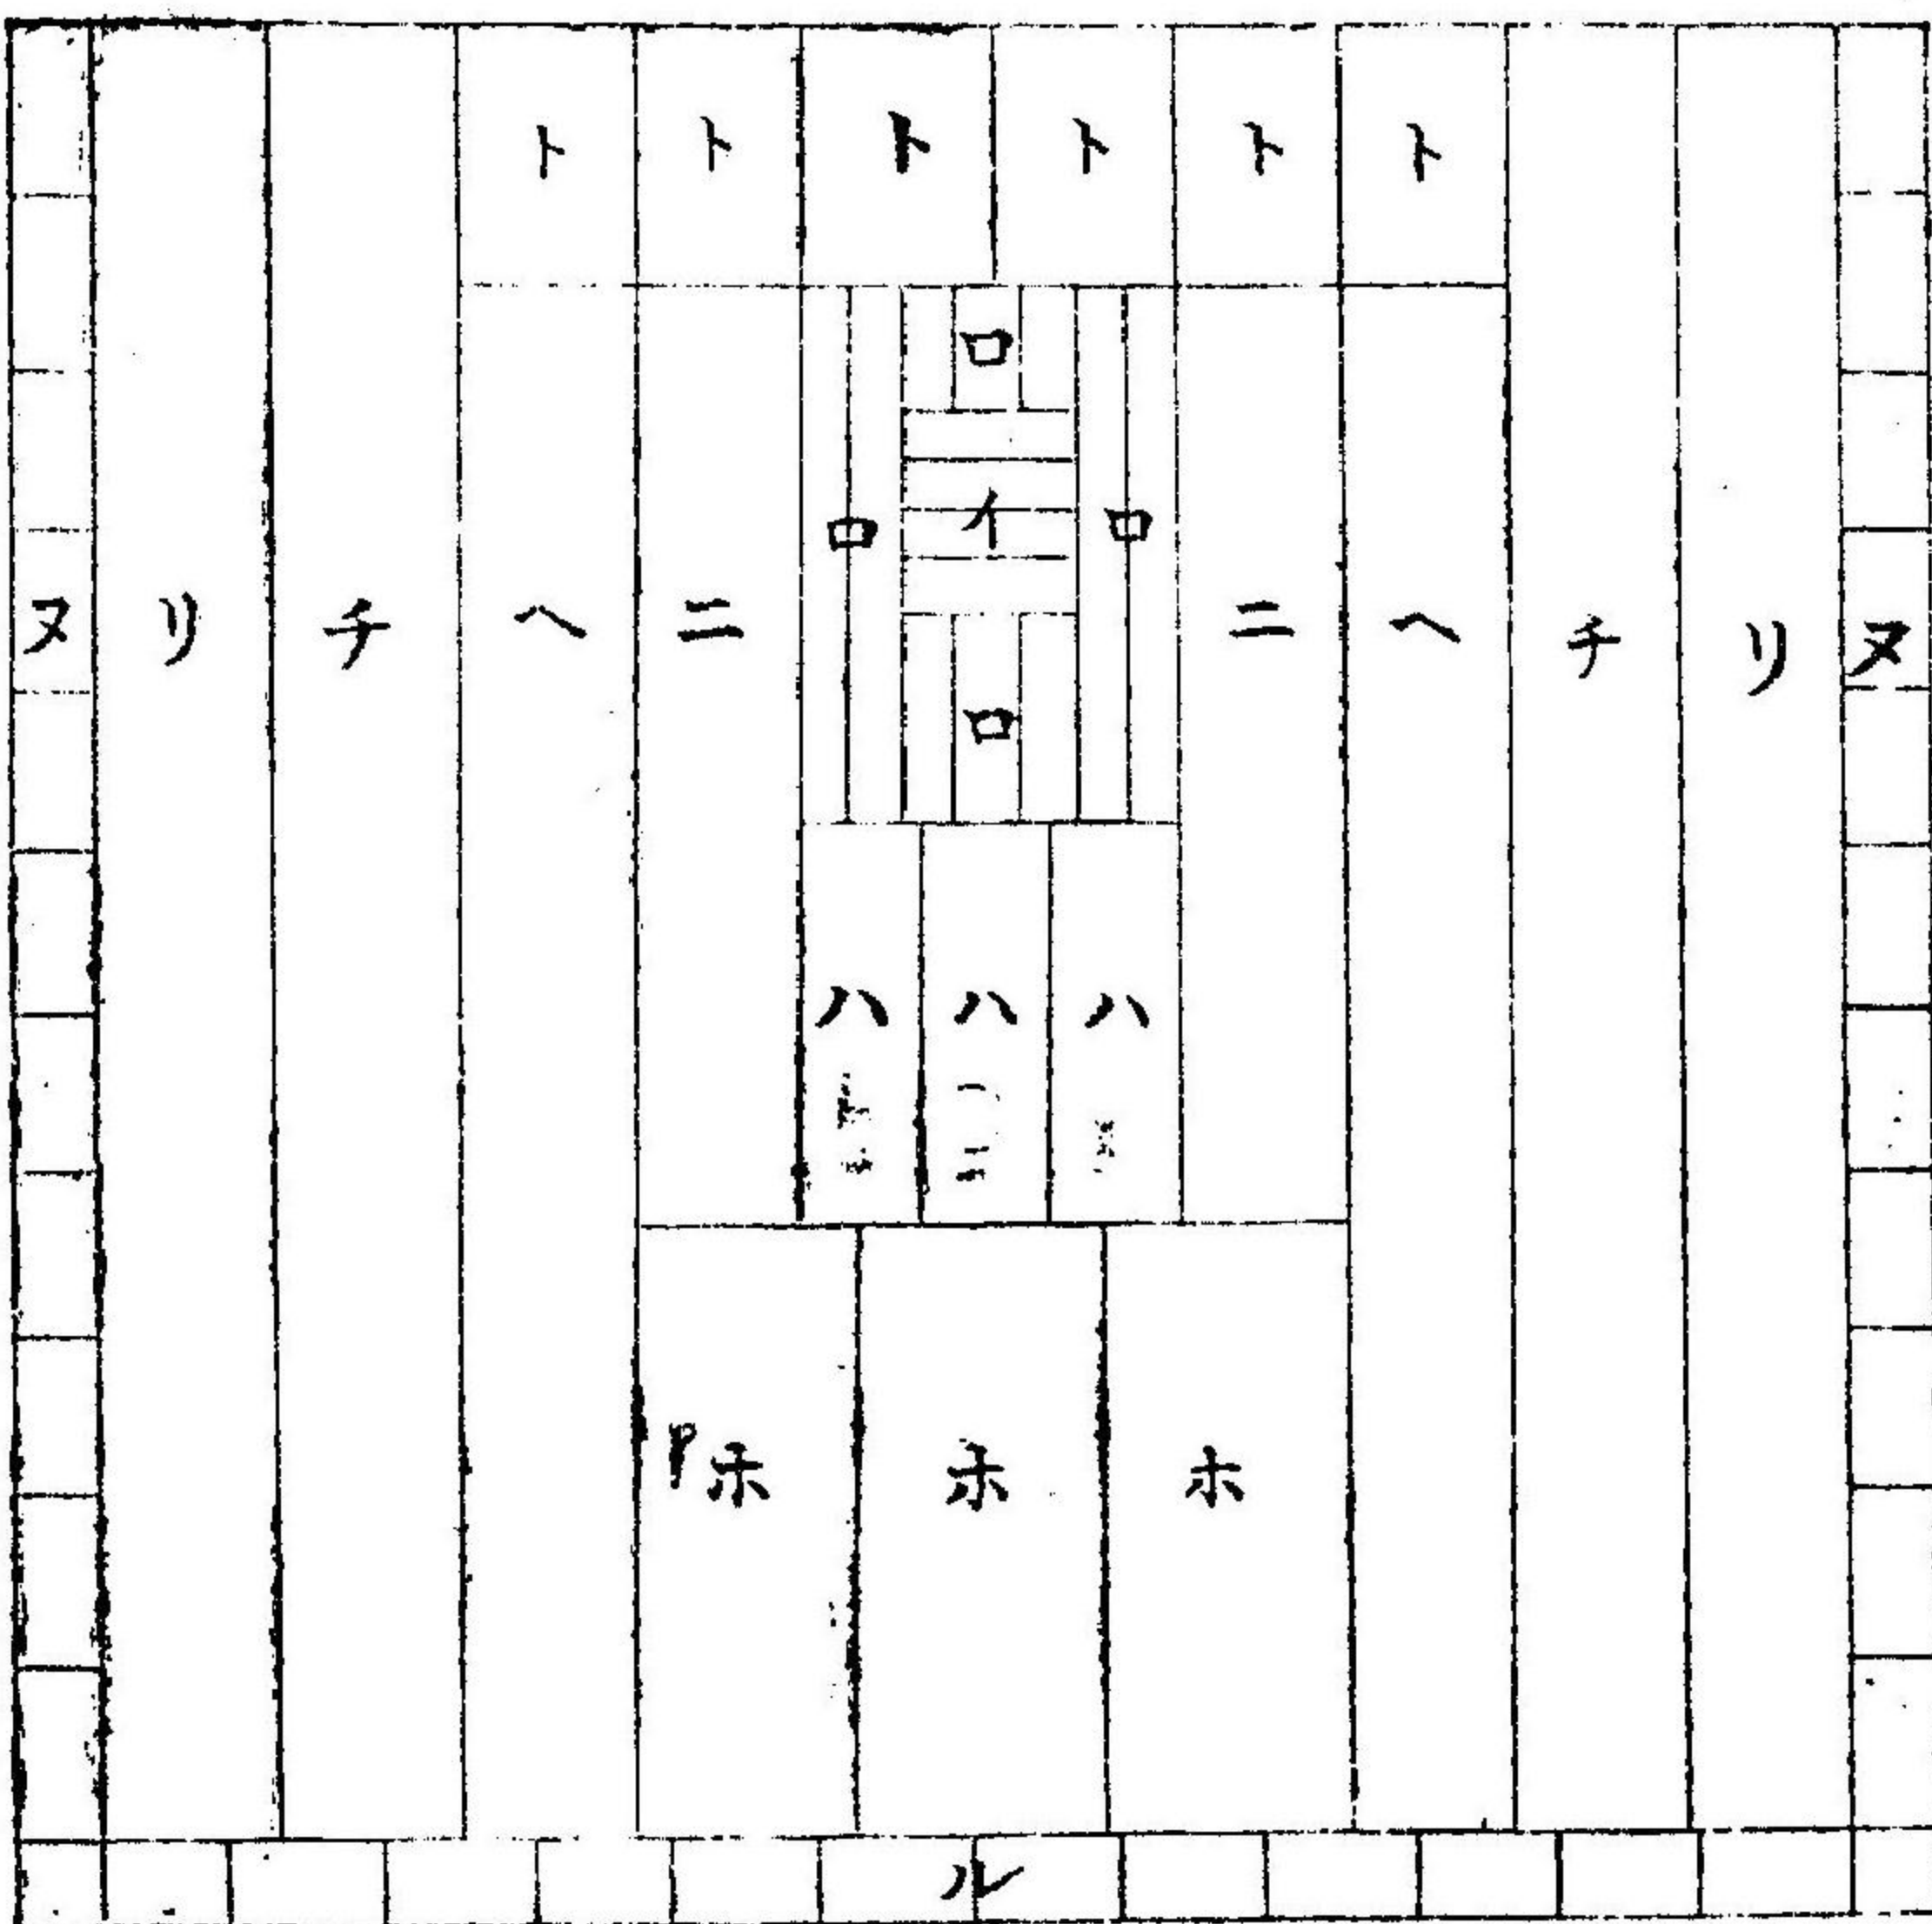 ト ト ト ト ト ト
ロ
ロ イ ロ
ヌ リ チ ヘ ニ ニ ヘ チ リ ヌ
ロ
ハ ハ ハ
ホ ホ ホ
ル